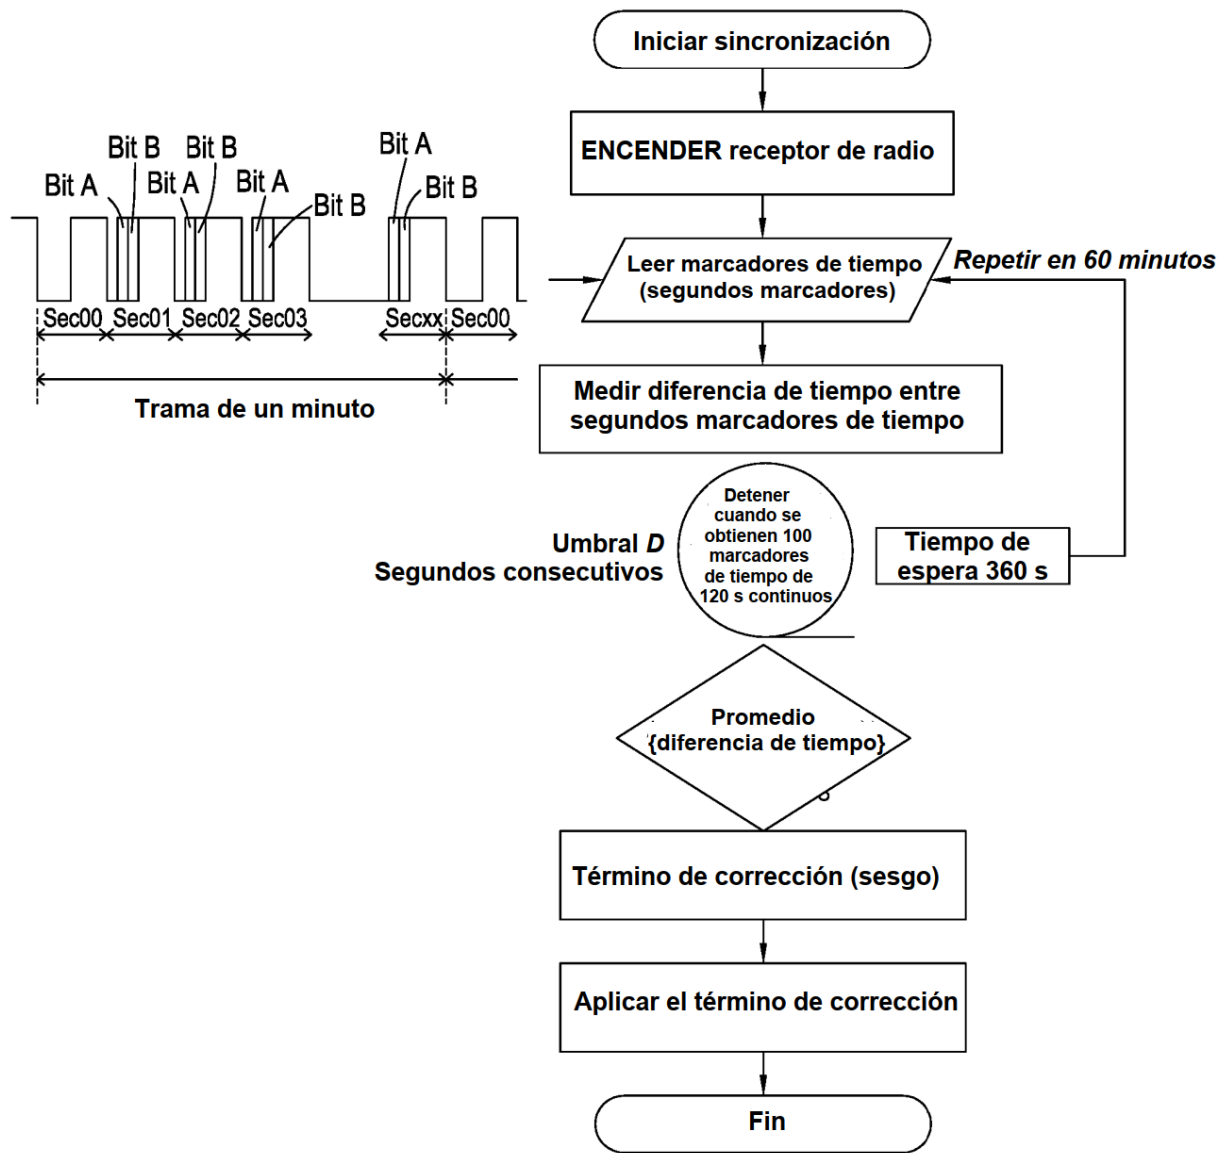 Iniciar sincronización
ENCENDER receptor de radio
Bit A
Bit B
Bit A
Bit B
Bit A
Bit B
Bit A
Bit B
Sec00
Sec01
Sec02
Sec03
Secxx
Sec00
Trama de un minuto
Leer marcadores de tiempo
(segundos marcadores)
Repetir en 60 minutos
Medir diferencia de tiempo entre
segundos marcadores de tiempo
Umbral D
Segundos consecutivos
Detener
cuando se
obtienen 100
marcadores
de tiempo de
120 s continuos
Tiempo de
espera 360 s
Promedio
{diferencia de tiempo}
Término de corrección (sesgo)
Aplicar el término de corrección
Fin